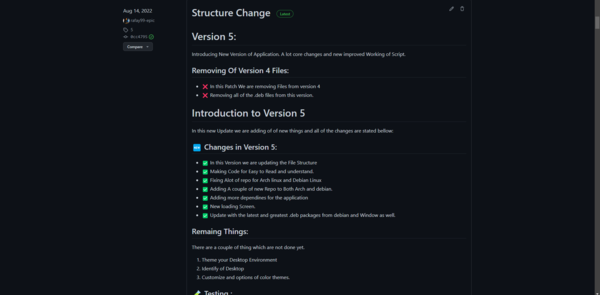 Aug 14, 2022
5
Compare
Structure Change
Latest
Version 5:
Introducing New Version of Application. A lot core changes and new improved Working of Script.
Removing Of Version 4 Files:
In this Patch We are removing Files from version 4
Removing all of the .deb files from this version.
Introduction to Version 5
In this new Update we are adding of of new things and all of the changes are stated bellow:
Changes in Version 5:
In this Version we are updating the File Structure
Making Code for Easy to Read and understand.
Fixing Alot of repo for Arch linux and Debian Linux
Adding A couple of new Repo to Both Arch and debian.
Adding more dependines for the application
New loading Screen.
Update with the latest and greatest .deb packages from debian and Window as well.
Remaing Things:
There are a couple of thing which are not done yet.
1. Theme your Desktop Environment
2. Identify of Desktop
3. Customize and options of color themes.
Testing :